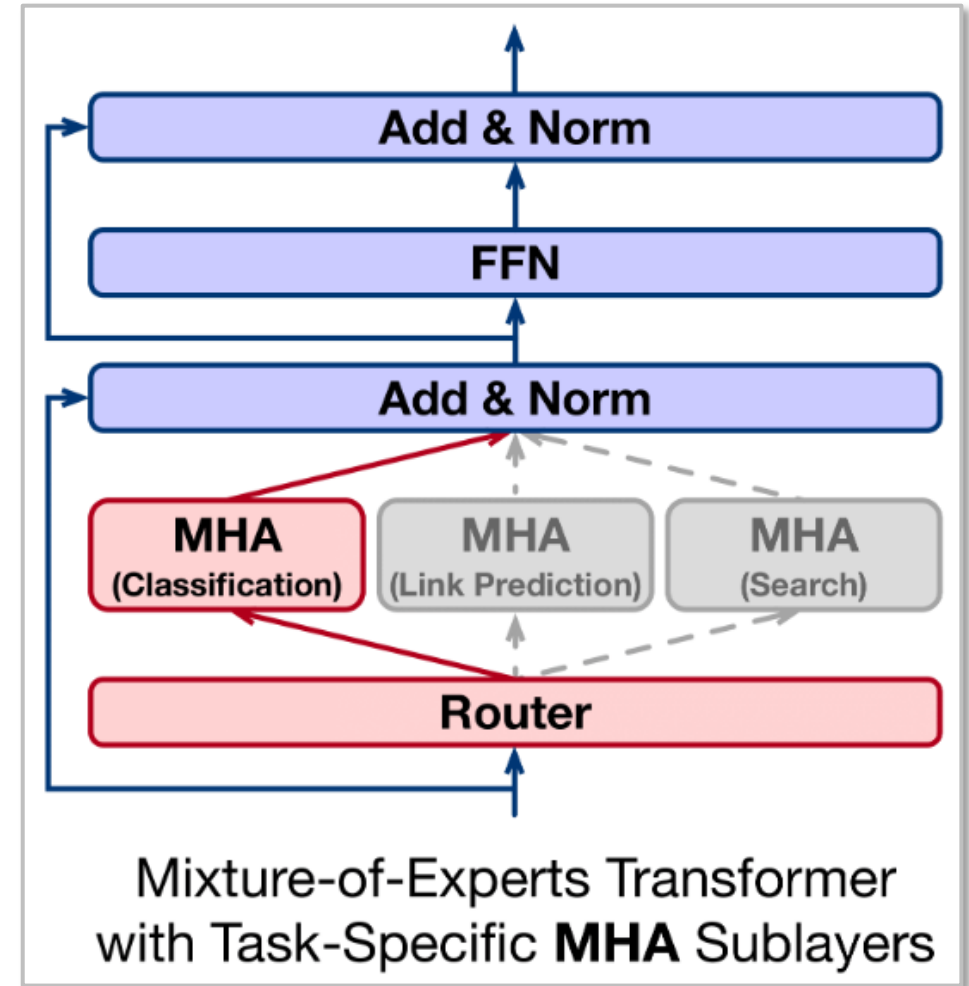 Add & Norm
FFN
Add & Norm
MHA MHA MHA
(Classification) (Link Prediction) (Search)
Router
Mixture-of-Experts Transformer
with Task-Specific MHA Sublayers